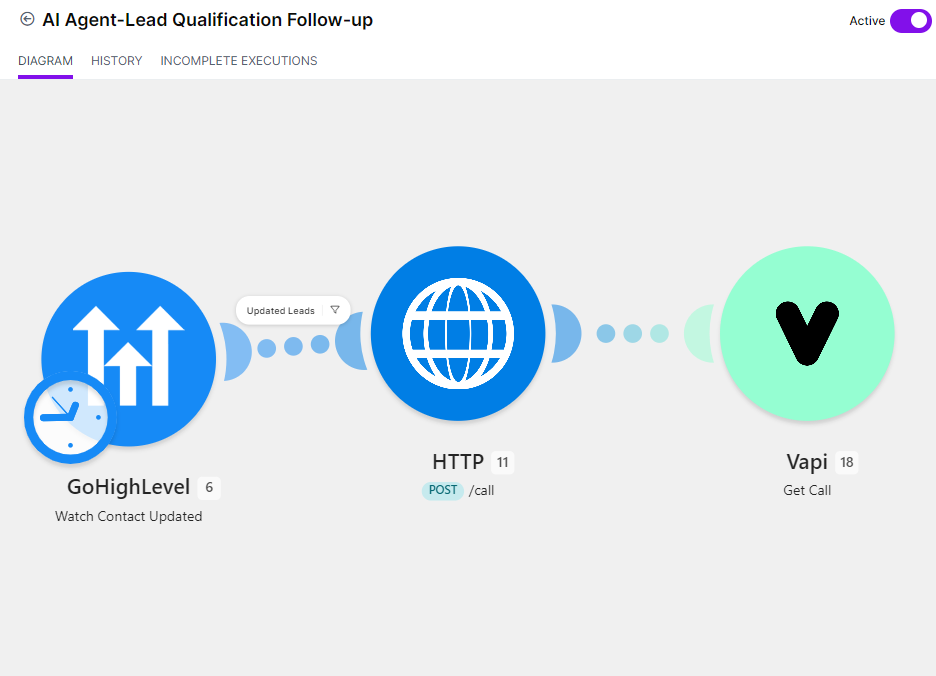 AI Agent-Lead Qualification Follow-up
Active
DIAGRAM HISTORY INCOMPLETE EXECUTIONS
Updated Leads
GoHighLevel 6
Watch Contact Updated
HTTP 11
POST /call
Vapi 18
Get Call